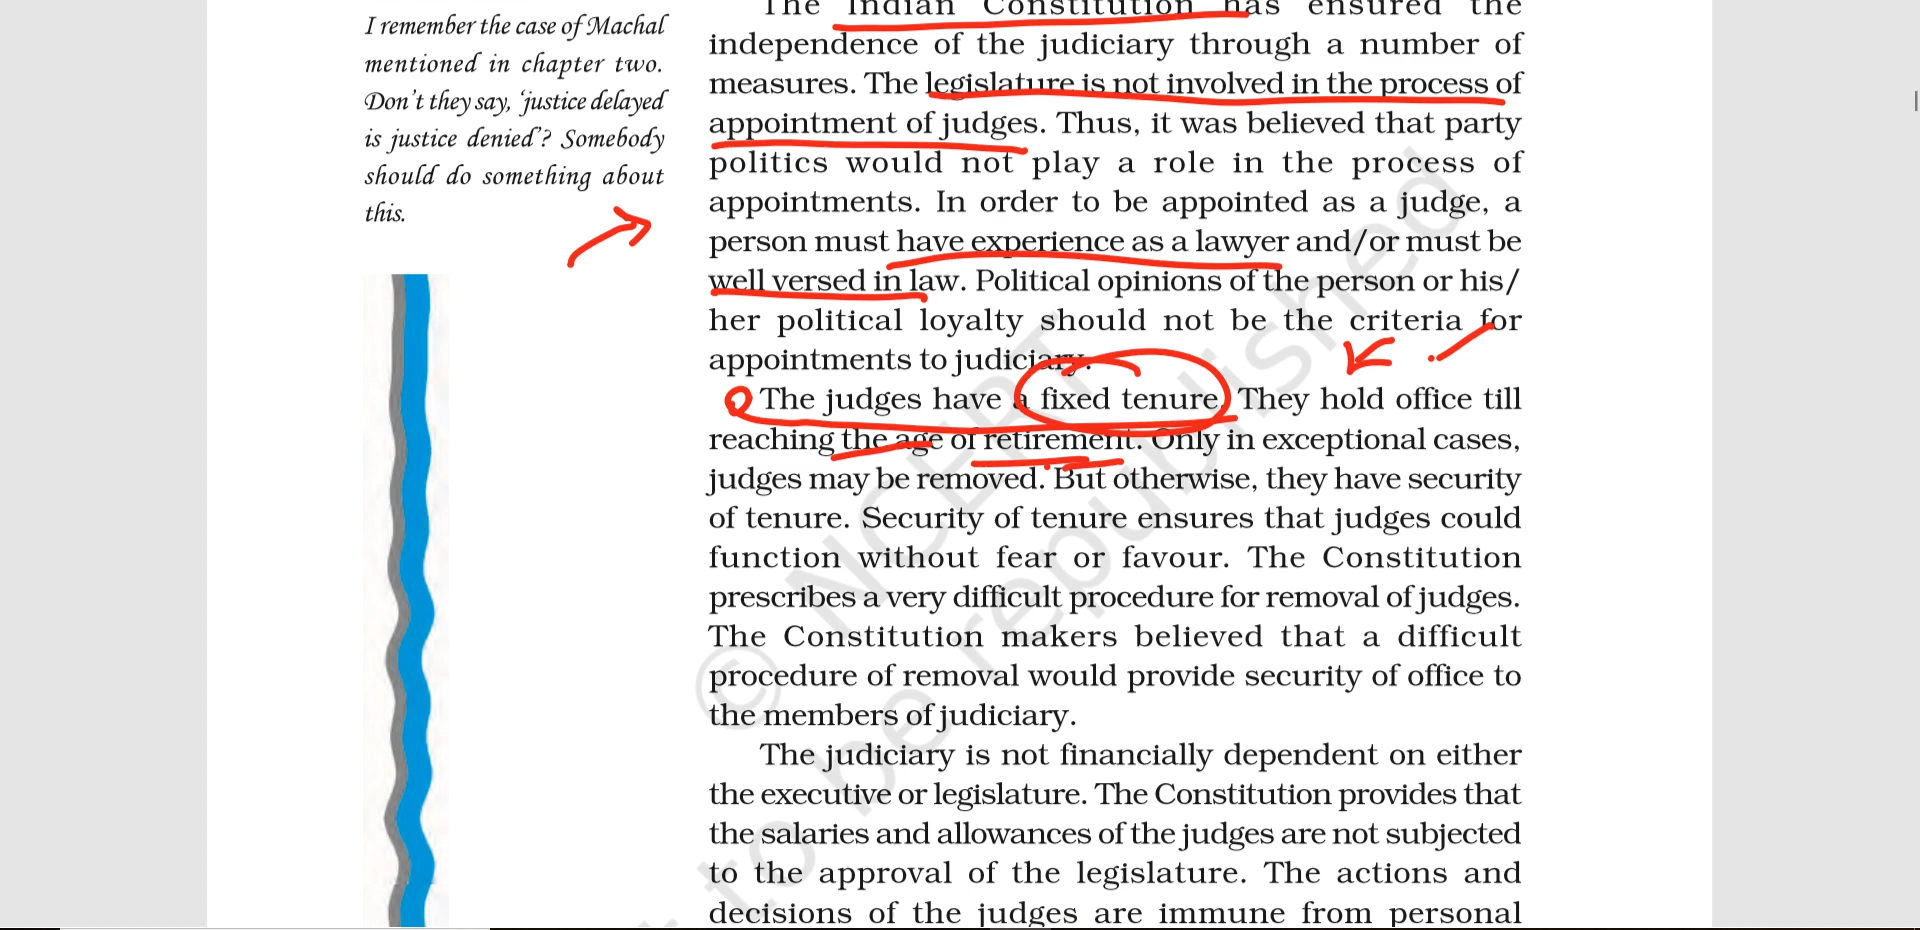 I remember the case of Machal
mentioned in chapter two.
Don't they say, 'justice delayed
is justice denied'? Somebody
should do something about
this.
The Indian Constitution has ensured the
independence of the judiciary through a number of
measures. The legislature is not involved in the process of
appointment of judges. Thus, it was believed that party
politics would not play a role in the process of
appointments. In order to be appointed as a judge, a
person must have experience as a lawyer and/or must be
well versed in law. Political opinions of the person or his/
her political loyalty should not be the criteria for
appointments to judiciary.
The judges have a fixed tenure. They hold office till
reaching the age of retirement. Only in exceptional cases,
judges may be removed. But otherwise, they have security
of tenure. Security of tenure ensures that judges could
function without fear or favour. The Constitution
prescribes a very difficult procedure for removal of judges.
The Constitution makers believed that a difficult
procedure of removal would provide security of office to
the members of judiciary.
The judiciary is not financially dependent on either
the executive or legislature. The Constitution provides that
the salaries and allowances of the judges are not subjected
to the approval of the legislature. The actions and
decisions of the judges are immune from personal
© NCERT
to be republished